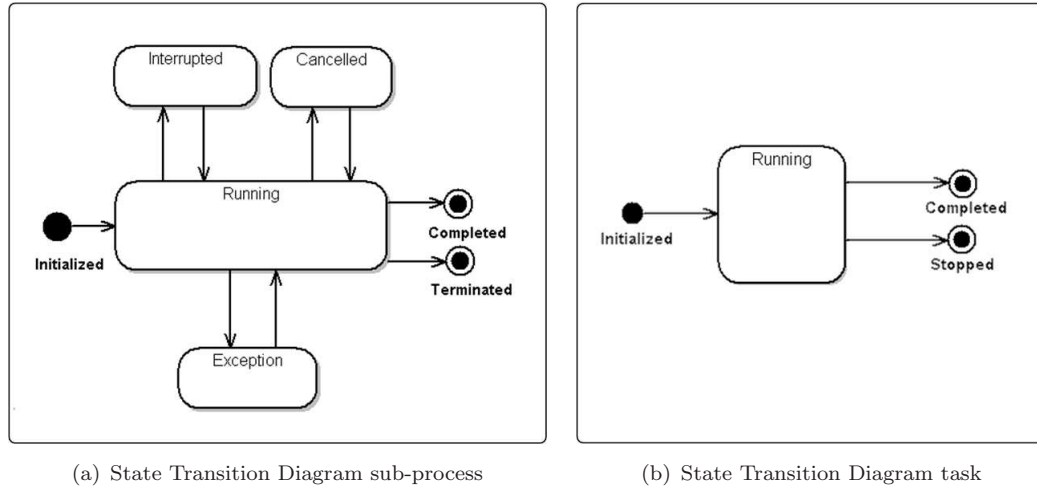 Interrupted
Cancelled
Running
Initialized
Completed
Terminated
Exception
Running
Initialized
Completed
Stopped
(a) State Transition Diagram sub-process
(b) State Transition Diagram task